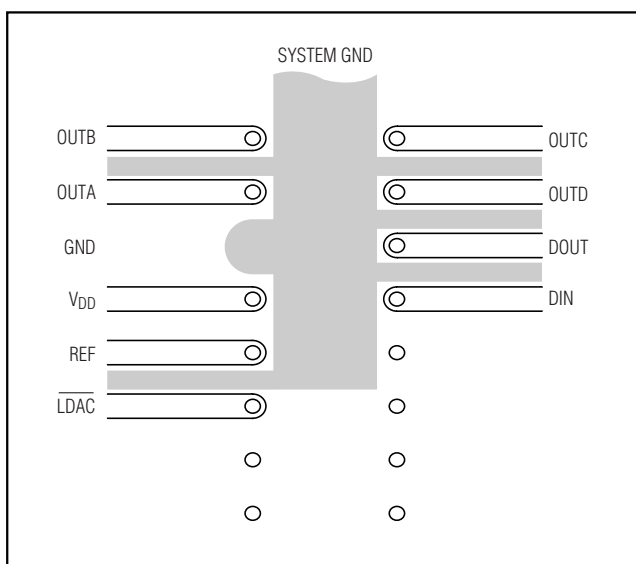 SYSTEM GND
OUTB
OUTC
OUTA
OUTD
GND
DOUT
VDD
DIN
REF
LDAC